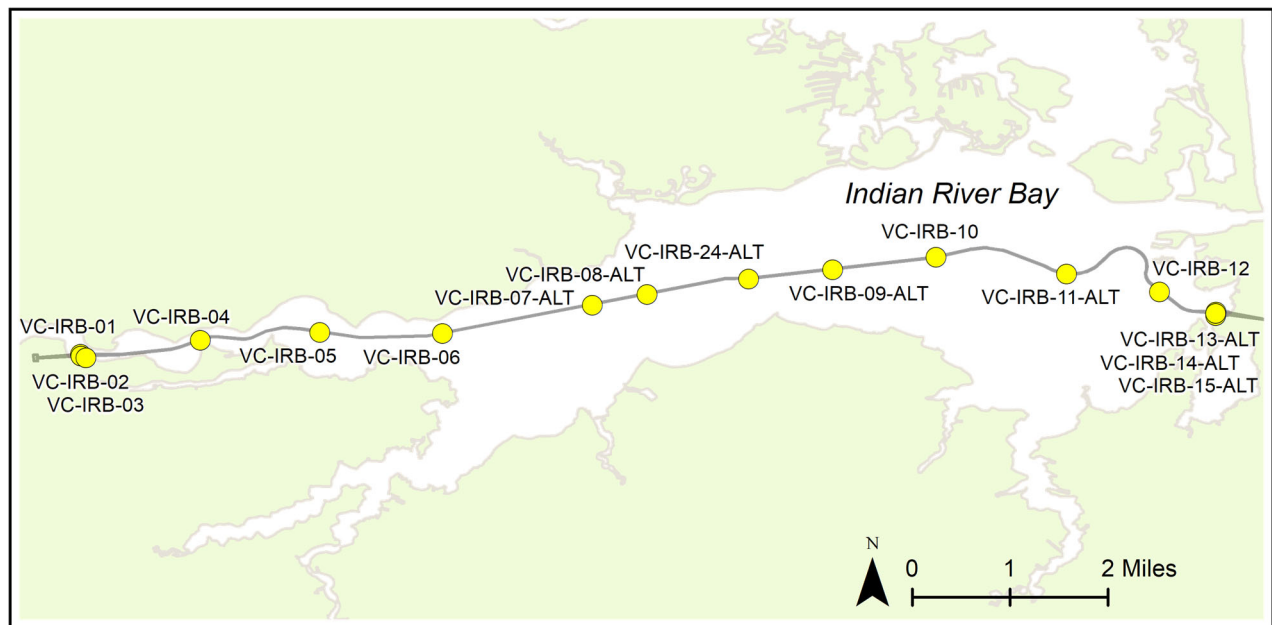 Indian River Bay
VC-IRB-10
VC-IRB-24-ALT
VC-IRB-12
VC-IRB-08-ALT
VC-IRB-07-ALT
VC-IRB-09-ALT
VC-IRB-11-ALT
VC-IRB-01
VC-IRB-04
VC-IRB-05
VC-IRB-06
VC-IRB-13-ALT
VC-IRB-14-ALT
VC-IRB-15-ALT
VC-IRB-02
VC-IRB-03
N
0 1 2 Miles